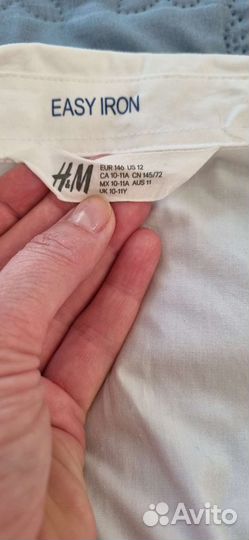 EASY IRON
H&M
EUR 146 US 12
CA 10-11A CN 145/72
MX 10-11A AUS 11
UK 10-11Y
Avito